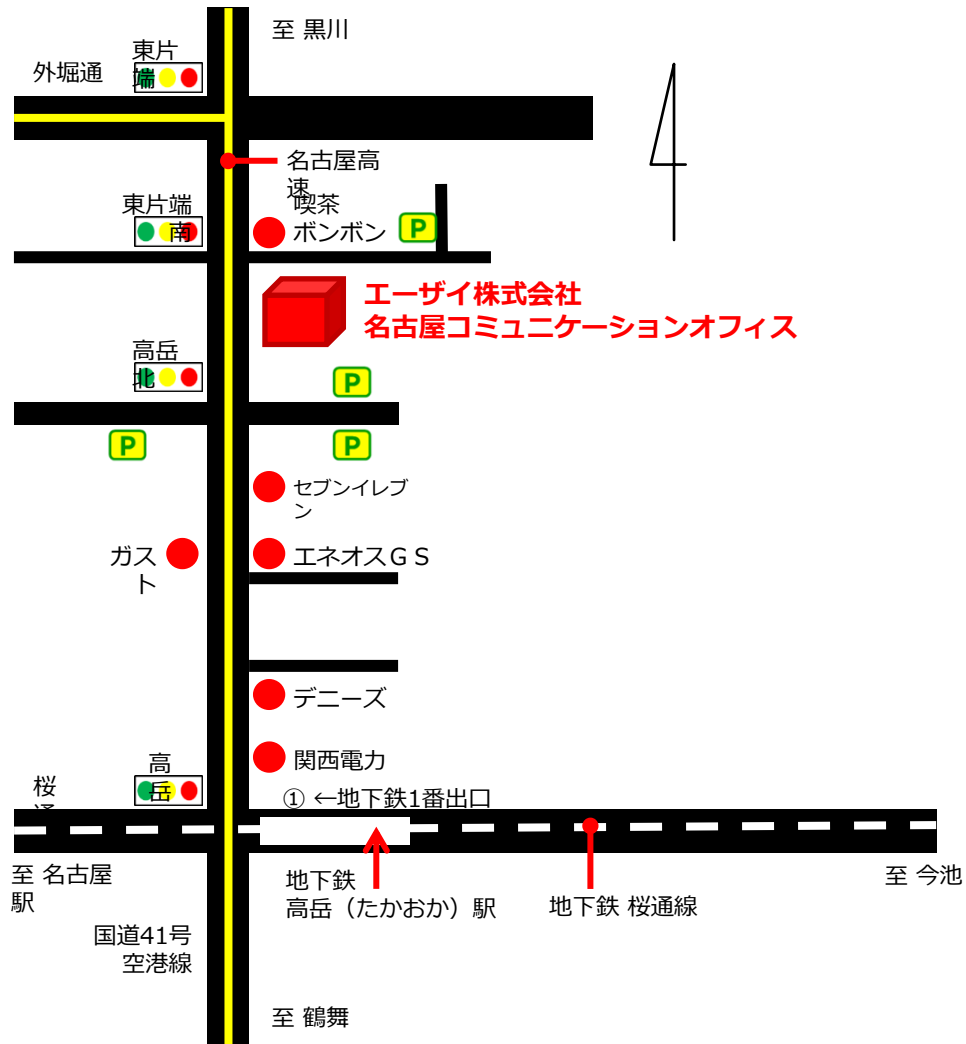 至 黒川
東片
端
外堀通
名古屋高
速
東片端
南
喫茶
ボンボン
P
エーザイ株式会社
名古屋コミュニケーションオフィス
高岳
北
P
P
P
セブンイレブ
ン
ガス
ト
エネオスＧＳ
デニーズ
関西電力
高
岳
桜
① ←地下鉄1番出口
至 名古屋
駅
地下鉄
高岳（たかおか）駅
地下鉄 桜通線
至 今池
国道41号
空港線
至 鶴舞